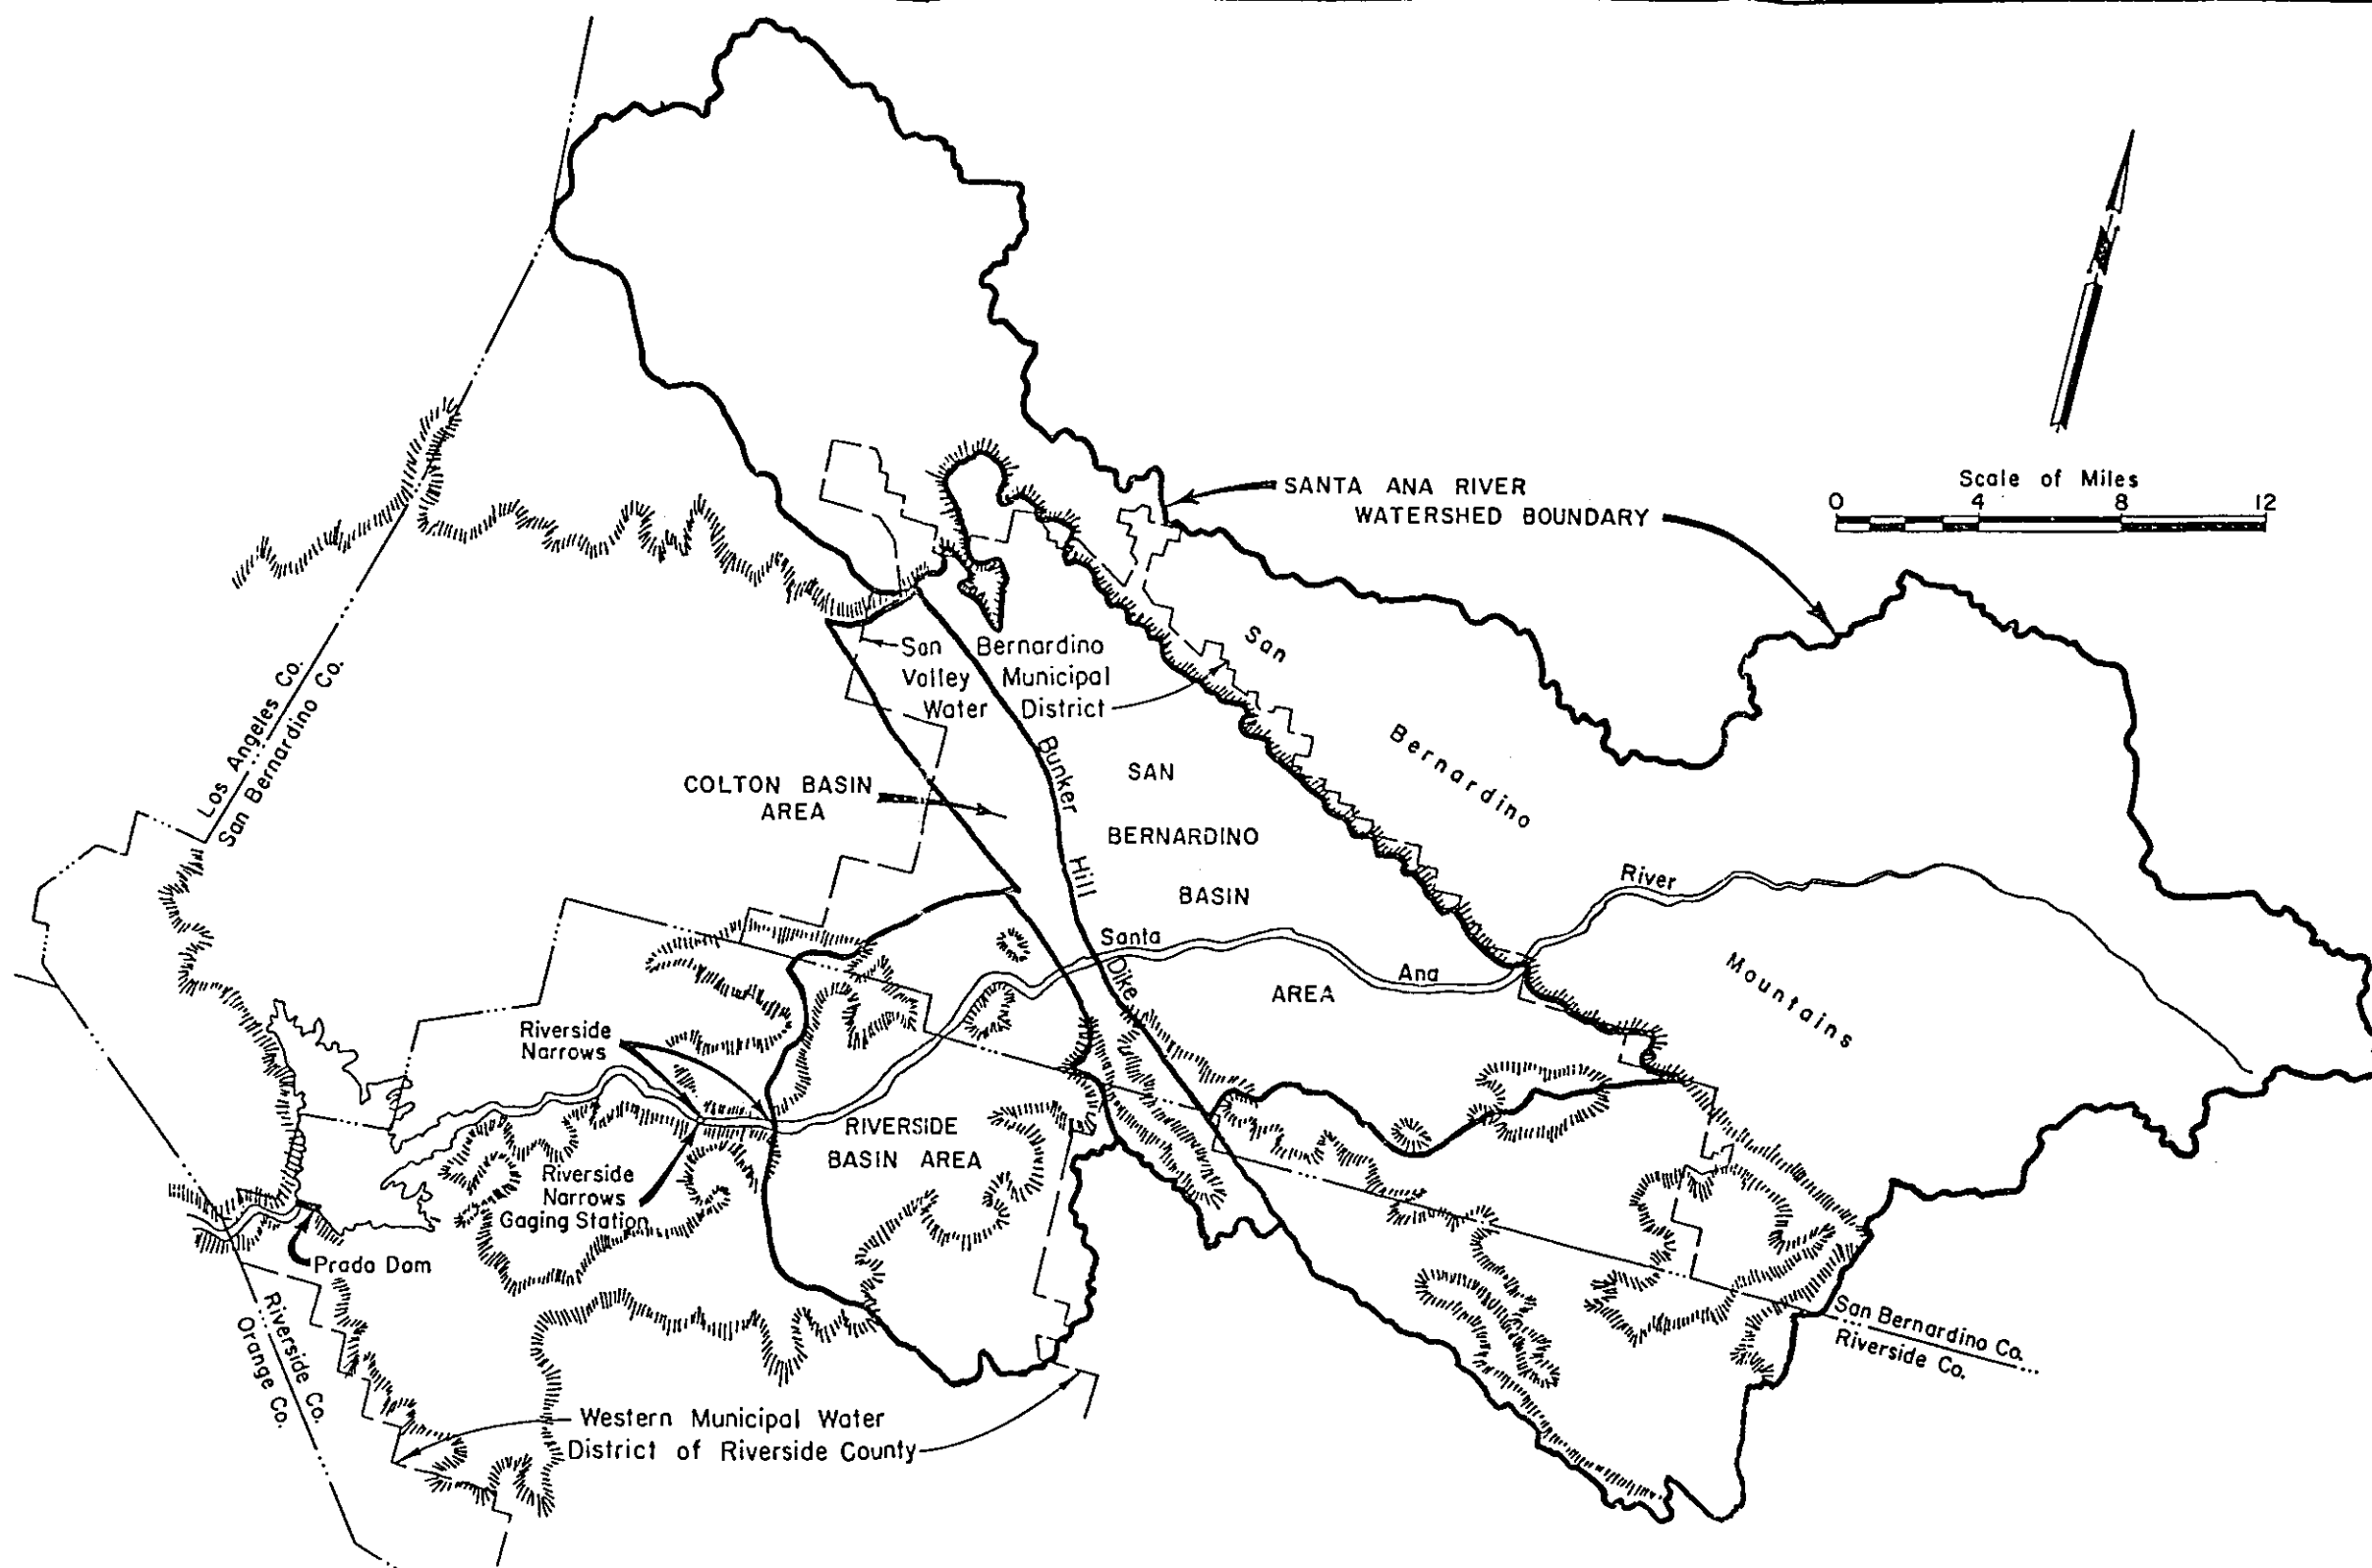 SANTA ANA RIVER
WATERSHED BOUNDARY
Scale of Miles
0 4 8 12
Los Angeles Co.
San Bernardino Co.
San Bernardino
Valley Municipal
Water District
San
Bernardino
Mountains
Bunker
Hill
Dike
COLTON BASIN
AREA
SAN
BERNARDINO
BASIN
AREA
River
Santa
Ana
Riverside
Narrows
RIVERSIDE
BASIN AREA
Riverside
Narrows
Gaging Station
Prado Dam
Riverside Co.
Orange Co.
San Bernardino Co.
Riverside Co.
Western Municipal Water
District of Riverside County